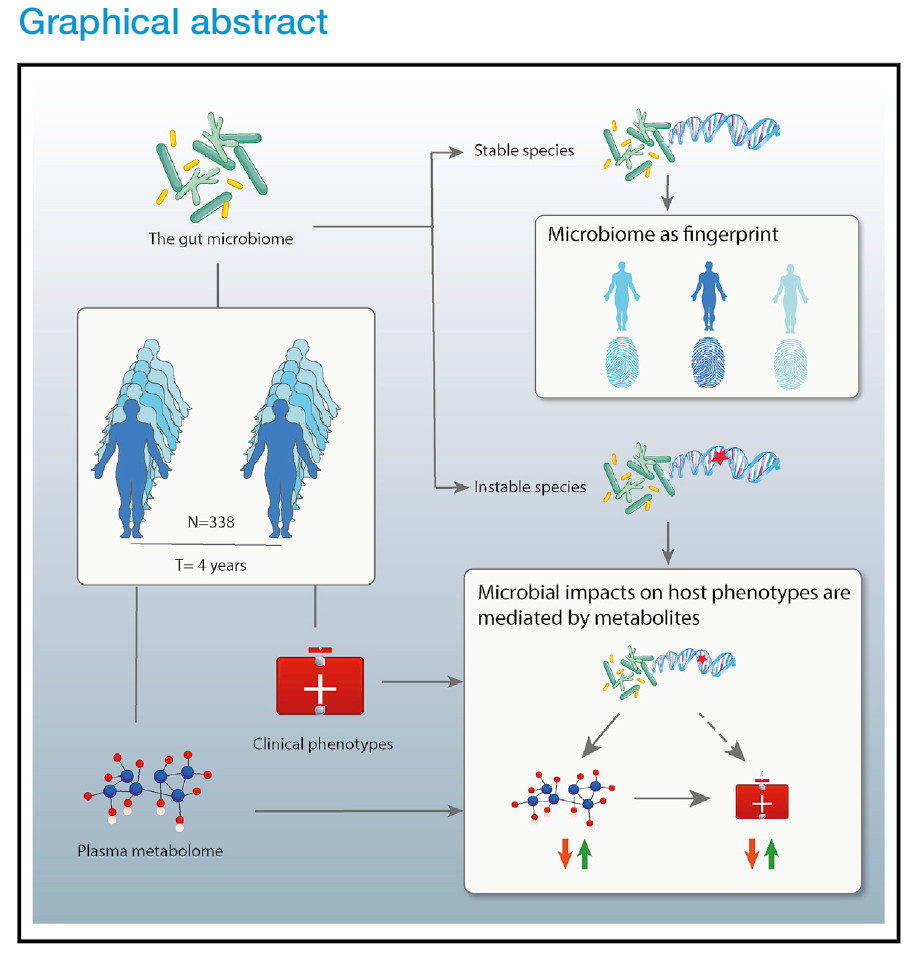 Graphical abstract
The gut microbiome
Stable species
Microbiome as fingerprint
N=338
T= 4 years
Instable species
Microbial impacts on host phenotypes are
mediated by metabolites
Clinical phenotypes
Plasma metabolome